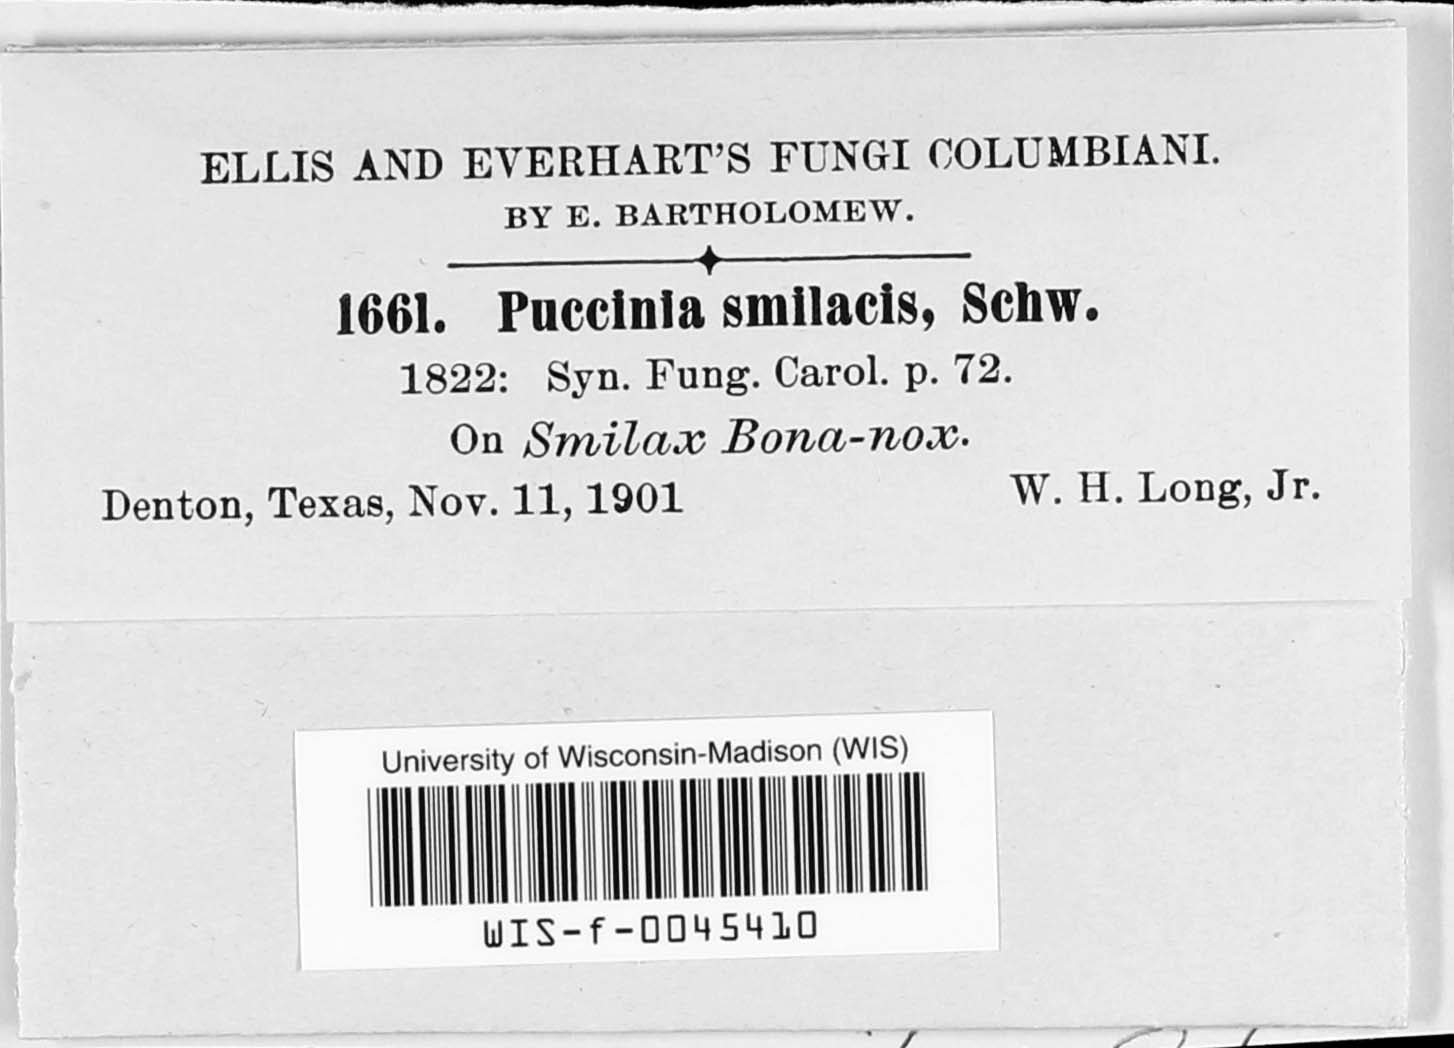 ELLIS AND EVERHART'S FUNGI COLUMBIANI.
BY E. BARTHOLOMEW.
1661. Puccinia smilacis, Schw.
1822: Syn. Fung. Carol. p. 72.
On Smilax Bona-nox.
Denton, Texas, Nov. 11, 1901 W. H. Long, Jr.
University of Wisconsin-Madison (WIS)
WIS-f-0045410